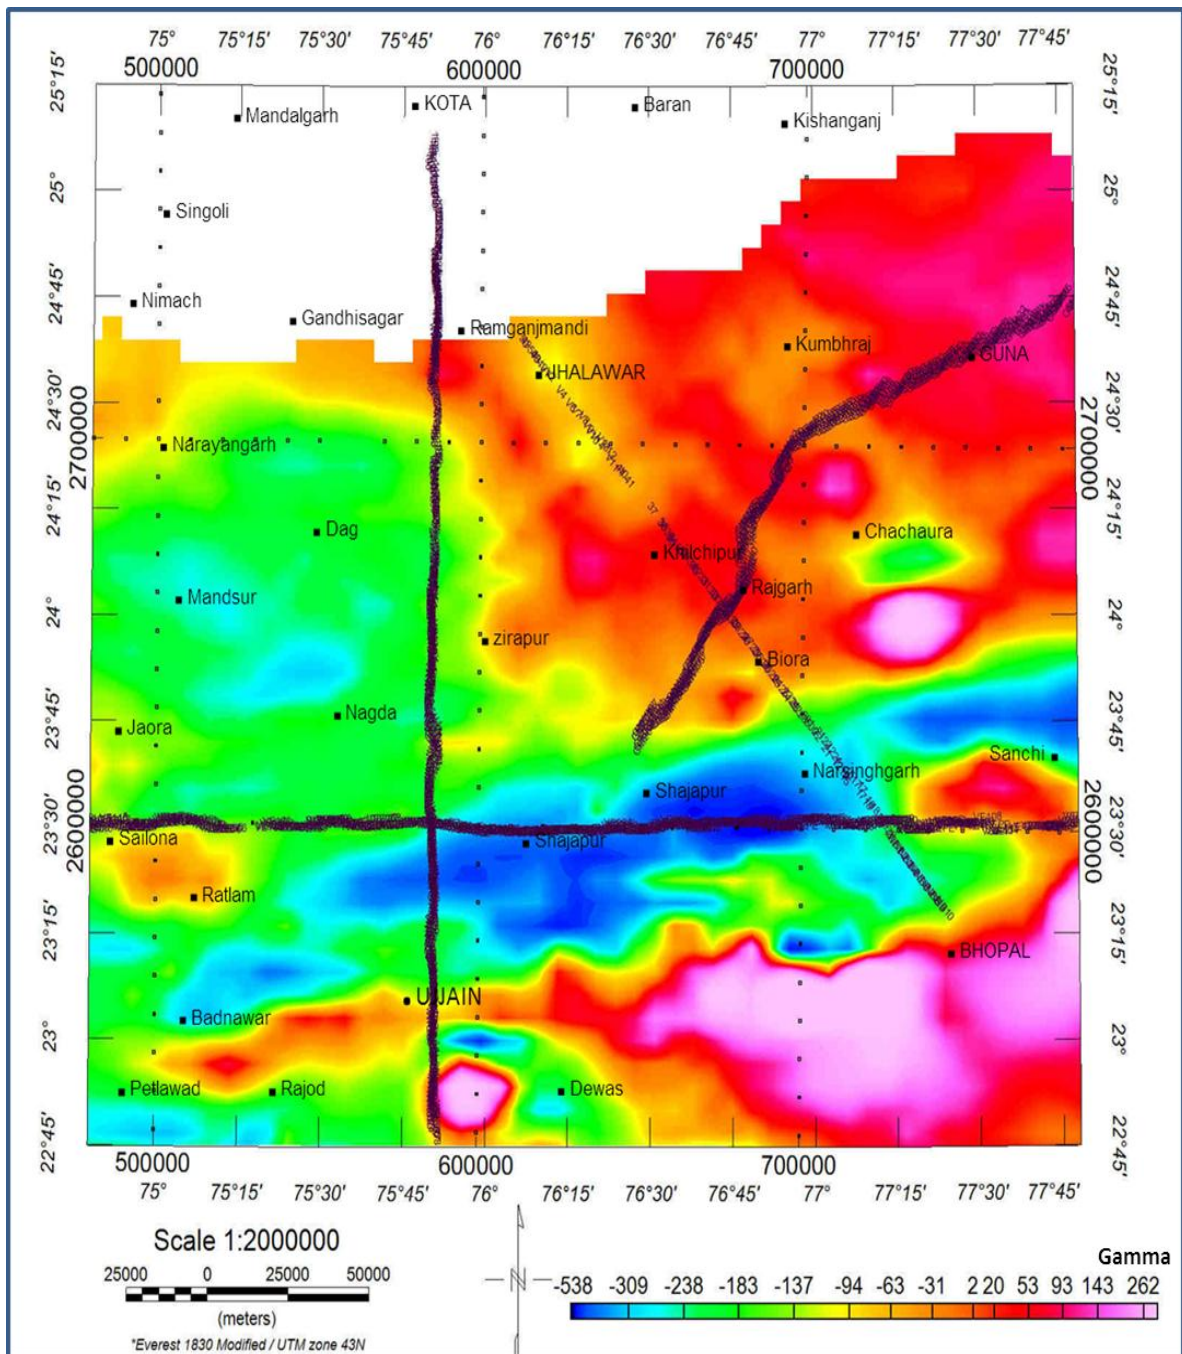 75° 75°15' 75°30' 75°45' 76° 76°15' 76°30' 76°45' 77° 77°15' 77°30' 77°45'
500000 600000 700000
25°15' 25°15'
KOTA Baran
Mandalgarh Kishanganj
25° 25°
Singoli
24°45' 24°45'
Nimach
Gandhisagar Ramganjmandi
Kumbhraj GUNA
JHALAWAR
24°30' 24°30'
2700000 2700000
Narayangarh
24°15' 24°15'
Dag Chachaura
Khilchipur
Rajgarh
Mandsur
24° 24°
zirapur
Biora
Nagda
23°45' 23°45'
Jaora
Sanchi
Narsinghgarh
Shajapur
2600000 2600000
23°30' 23°30'
Sailona Shajapur
Ratlam
23°15' 23°15'
BHOPAL
UJJAIN
Badnawar
23° 23°
Petlawad Rajod Dewas
22°45' 22°45'
500000 600000 700000
75° 75°15' 75°30' 75°45' 76° 76°15' 76°30' 76°45' 77° 77°15' 77°30' 77°45'
Scale 1:2000000
25000 0 25000 50000
(meters)
*Everest 1830 Modified / UTM zone 43N
N
Gamma
-538 -309 -238 -183 -137 -94 -63 -31 2 20 53 93 143 262